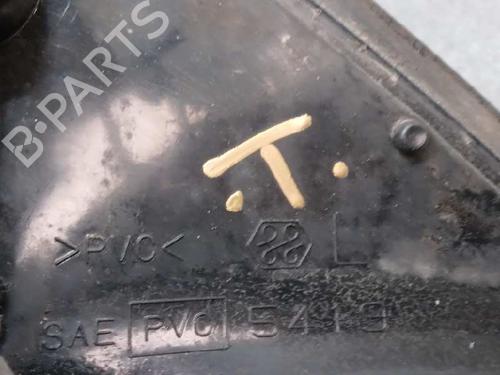 B-PARTS
.T.
>PVC< L
SAE PVC 5413